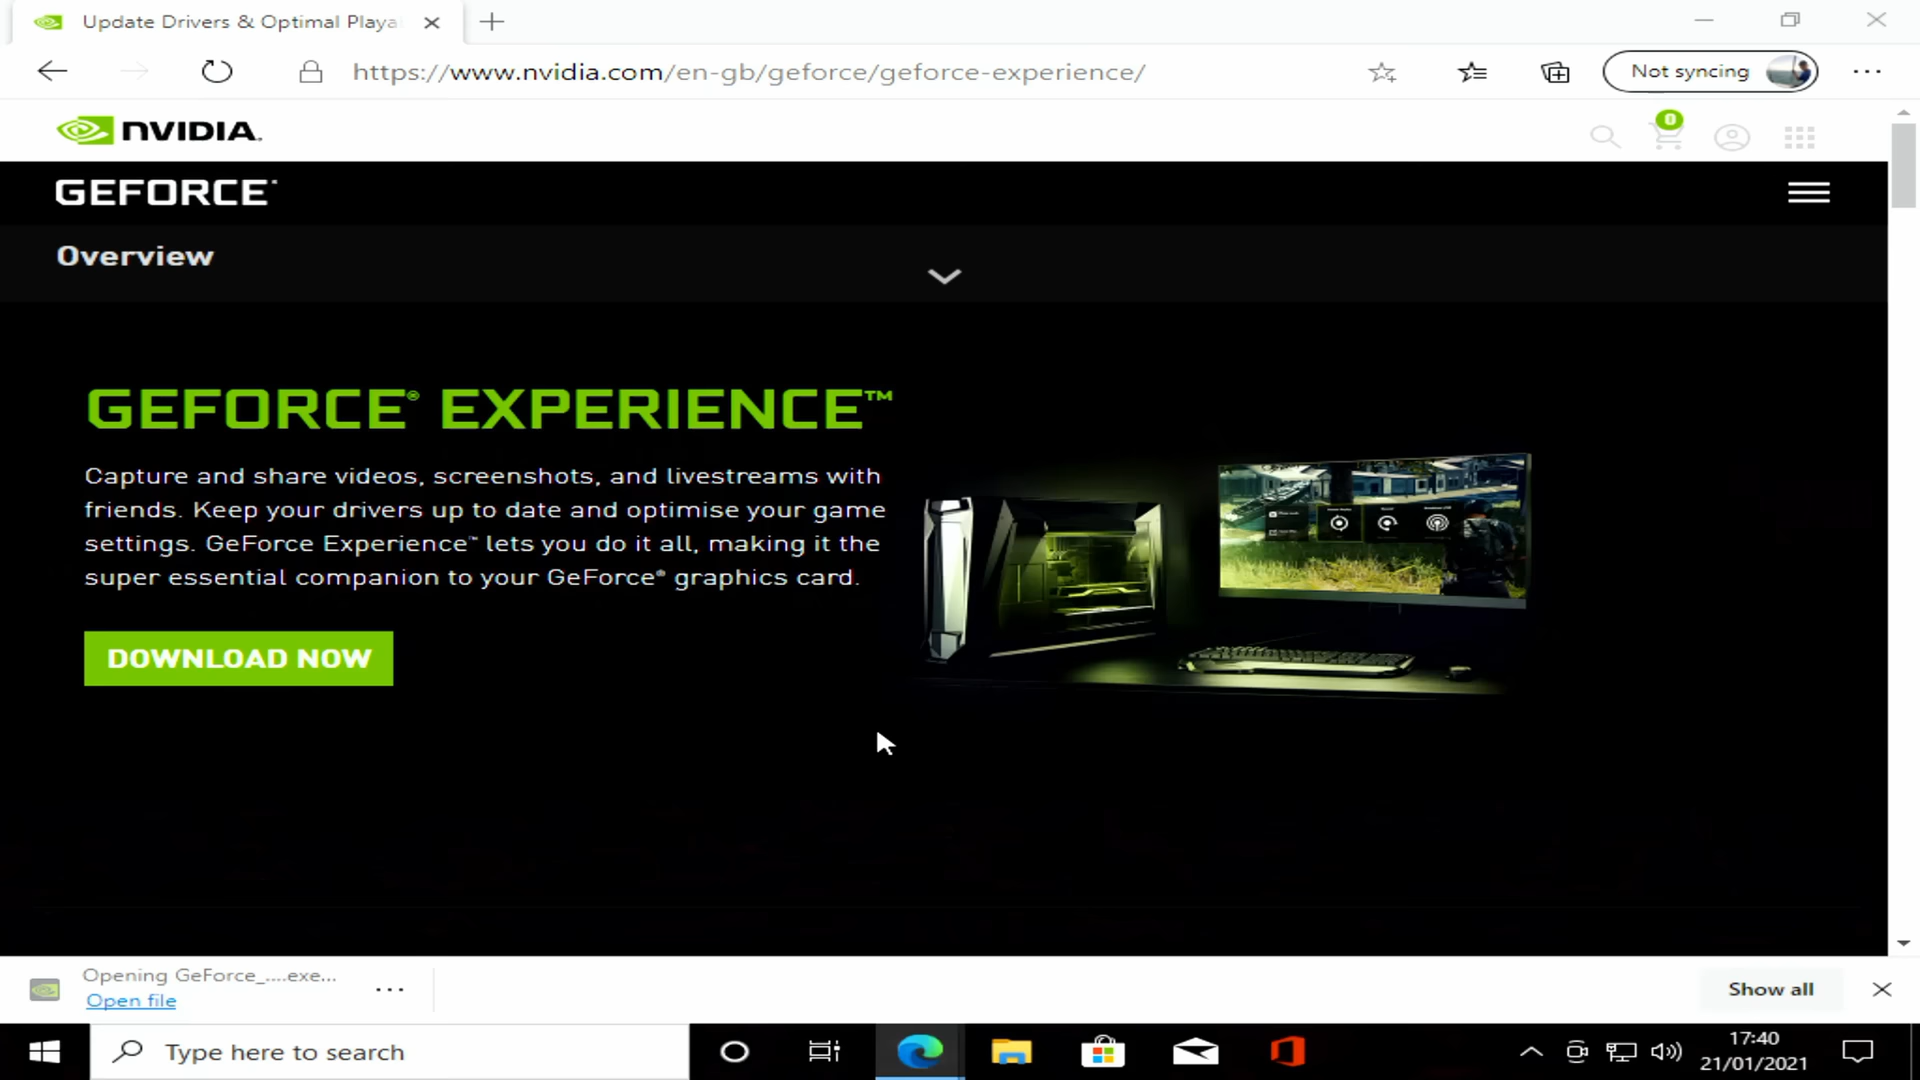 Update Drivers & Optimal Playa
https://www.nvidia.com/en-gb/geforce/geforce-experience/
Not syncing
NVIDIA.
0
GEFORCE
Overview
GEFORCE® EXPERIENCE™
Capture and share videos, screenshots, and livestreams with
friends. Keep your drivers up to date and optimise your game
settings. GeForce Experience™ lets you do it all, making it the
super essential companion to your GeForce® graphics card.
DOWNLOAD NOW
Opening GeForce_....exe...
Open file
Show all
Type here to search
17:40
21/01/2021